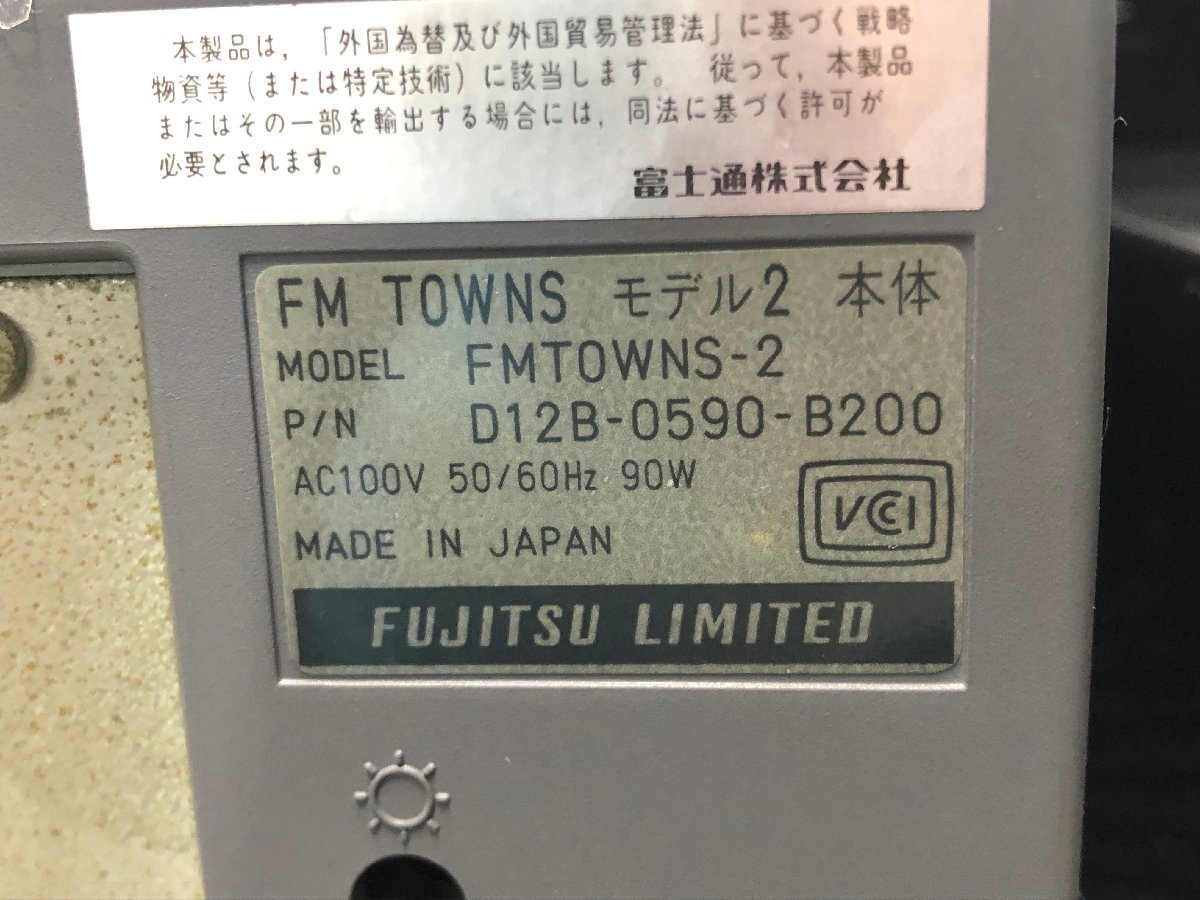 本製品は,「外国為替及び外国貿易管理法」に基づく戦略
物資等(または特定技術)に該当します。 従って,本製品
またはその一部を輸出する場合には,同法に基づく許可が
必要とされます。
富士通株式会社
FM TOWNS モデル2 本体
MODEL FMTOWNS-2
P/N D12B-0590-B200
AC100V 50/60Hz 90W
VCCI
MADE IN JAPAN
FUJITSU LIMITED